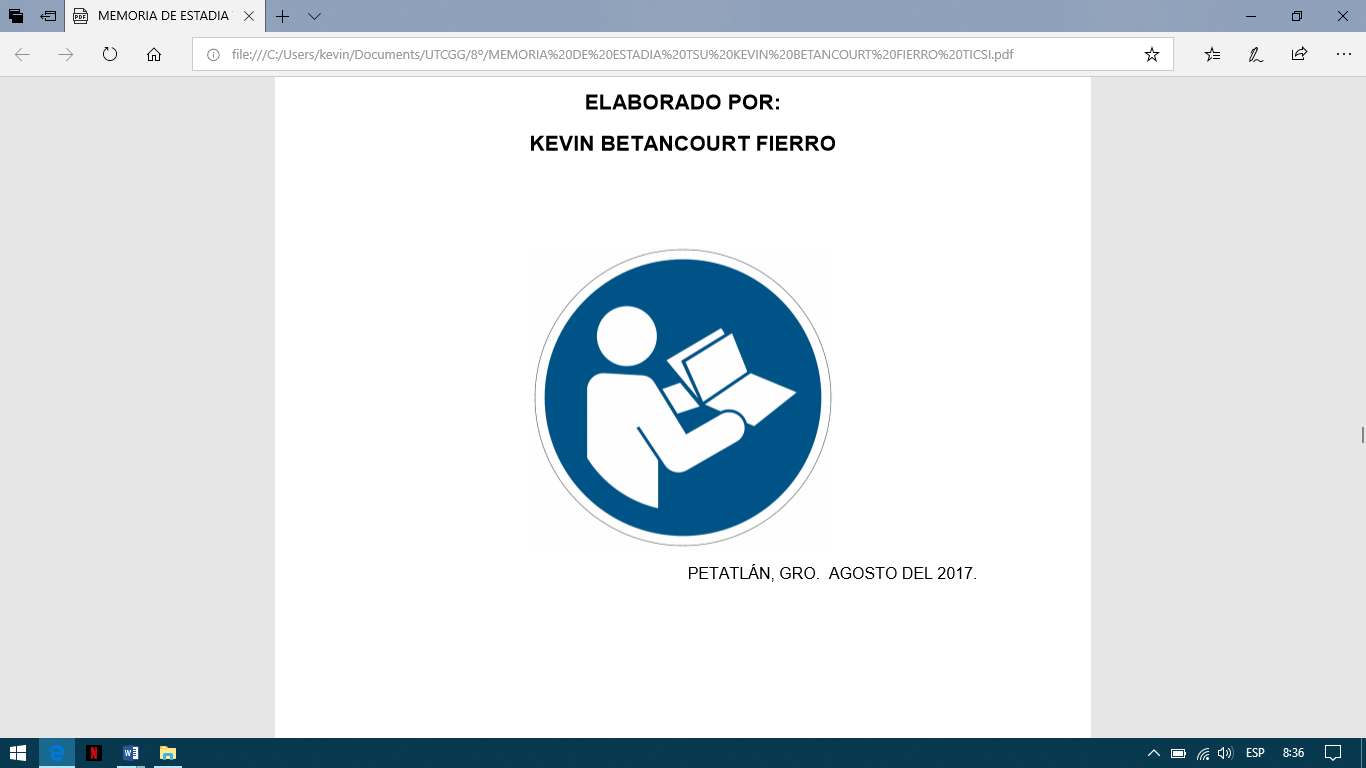 MEMORIA DE ESTADIA
file:///C:/Users/kevin/Documents/UTCGG/8º/MEMORIA%20DE%20ESTADIA%20TSU%20KEVIN%20BETANCOURT%20FIERRO%20TICSI.pdf
ELABORADO POR:
KEVIN BETANCOURT FIERRO
PETATLÁN, GRO.  AGOSTO DEL 2017.
ESP
8:36